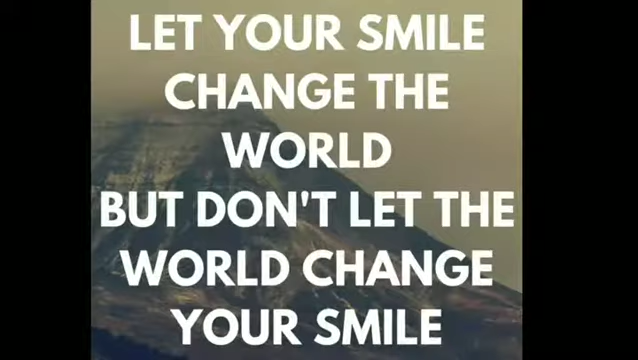 LET YOUR SMILE
CHANGE THE
WORLD
BUT DON'T LET THE
WORLD CHANGE
YOUR SMILE